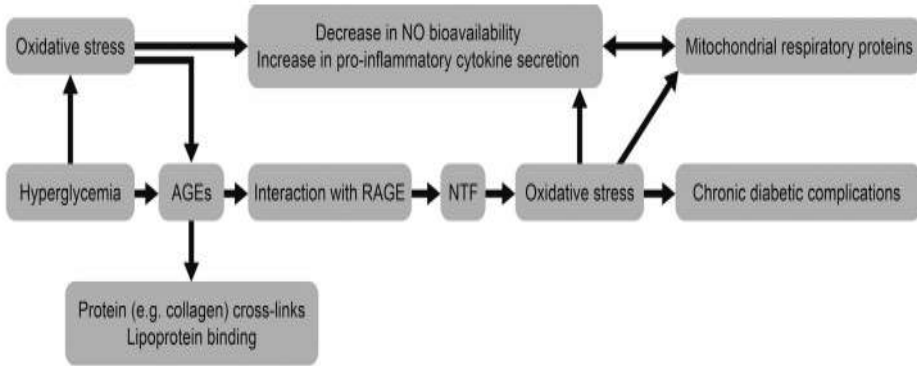 Oxidative stress
Decrease in NO bioavailability
Increase in pro-inflammatory cytokine secretion
Mitochondrial respiratory proteins
Hyperglycemia
AGEs
Interaction with RAGE
NTF
Oxidative stress
Chronic diabetic complications
Protein (e.g. collagen) cross-links
Lipoprotein binding